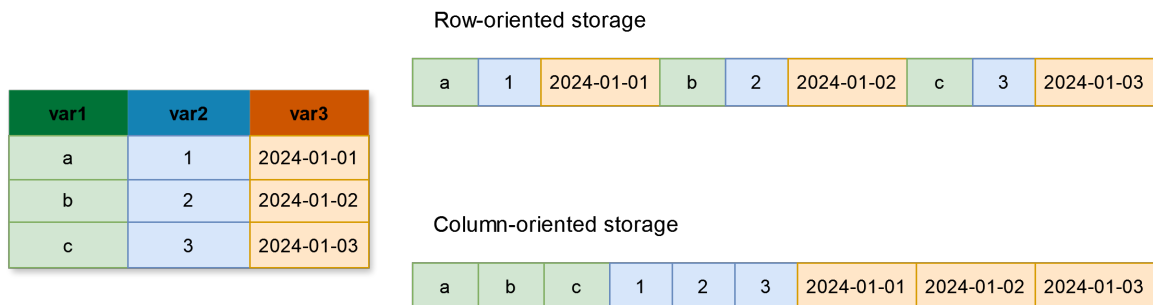 Row-oriented storage
a 1 2024-01-01 b 2 2024-01-02 c 3 2024-01-03
var1 var2 var3
a 1 2024-01-01
b 2 2024-01-02
c 3 2024-01-03
Column-oriented storage
a b c 1 2 3 2024-01-01 2024-01-02 2024-01-03